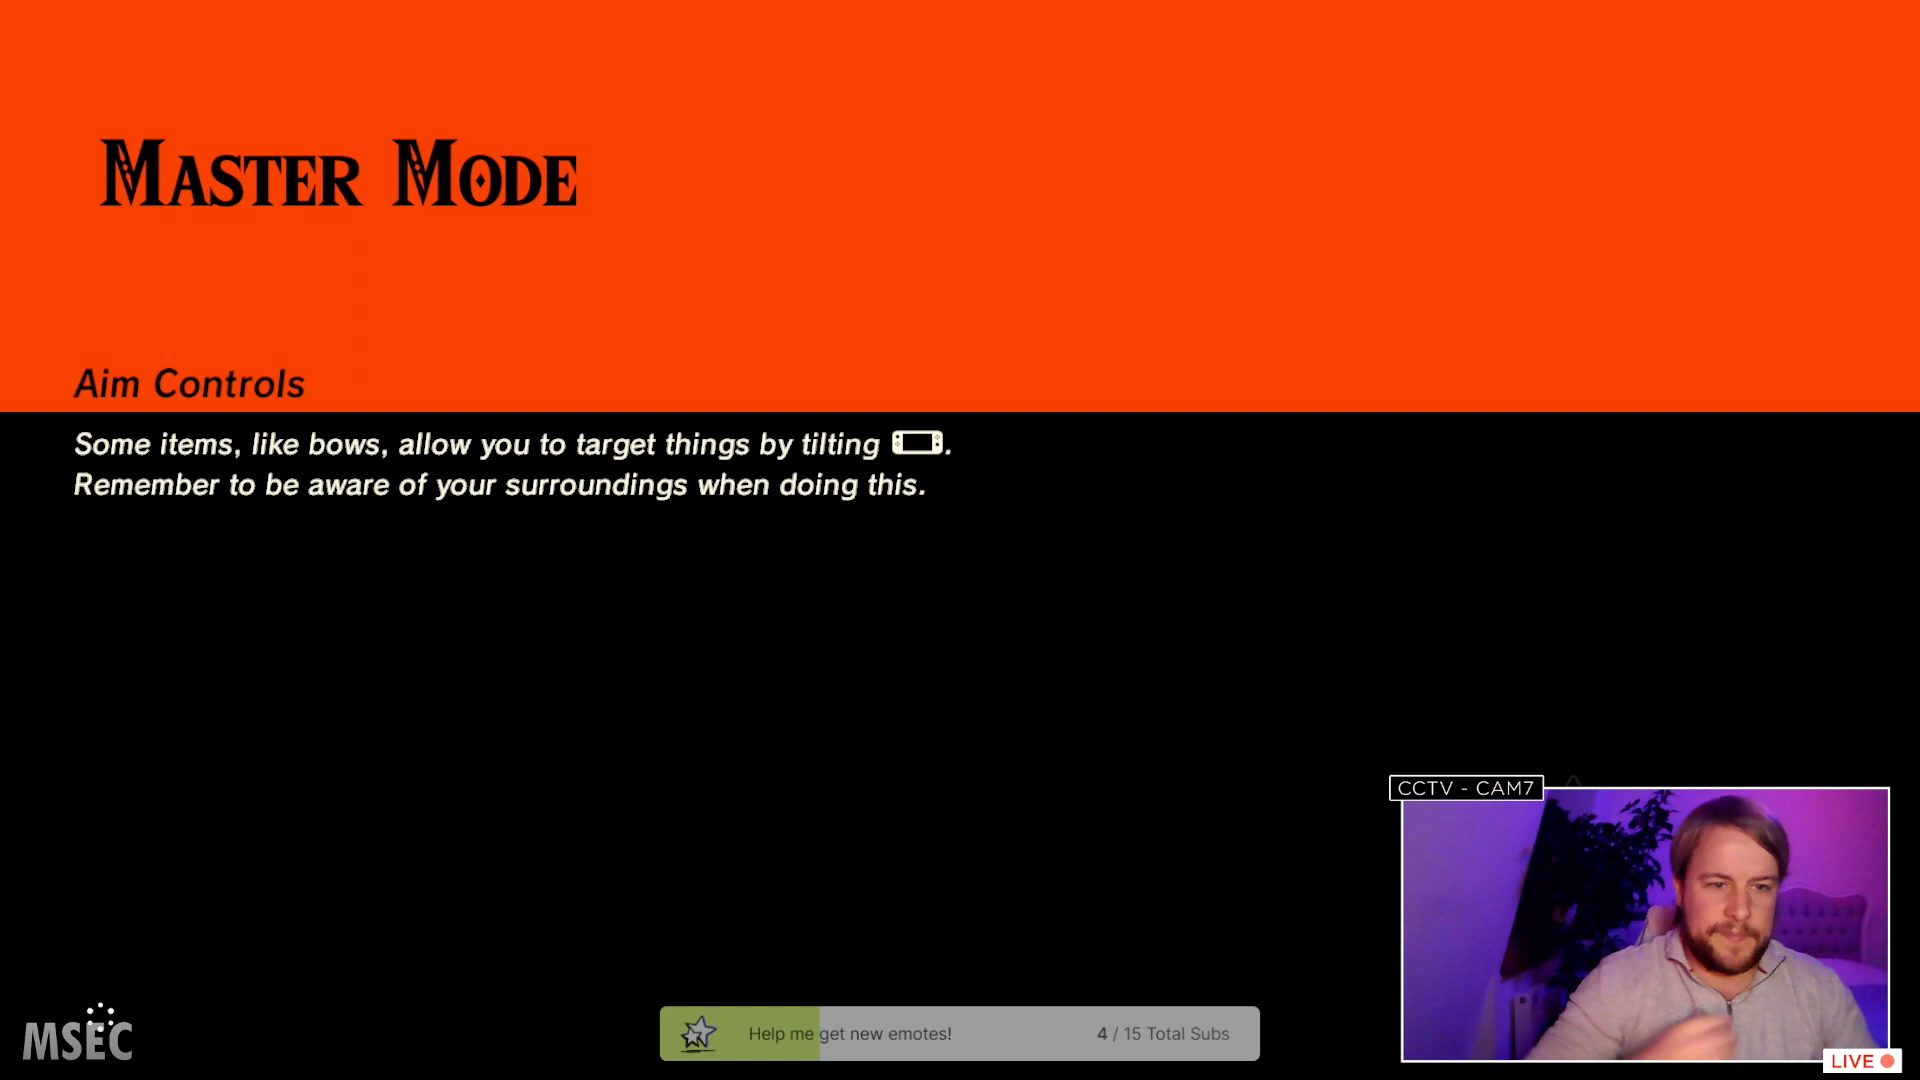 MASTER MODE
Aim Controls
Some items, like bows, allow you to target things by tilting .
Remember to be aware of your surroundings when doing this.
CCTV - CAM7
MSEC
Help me get new emotes!
4 / 15 Total Subs
LIVE